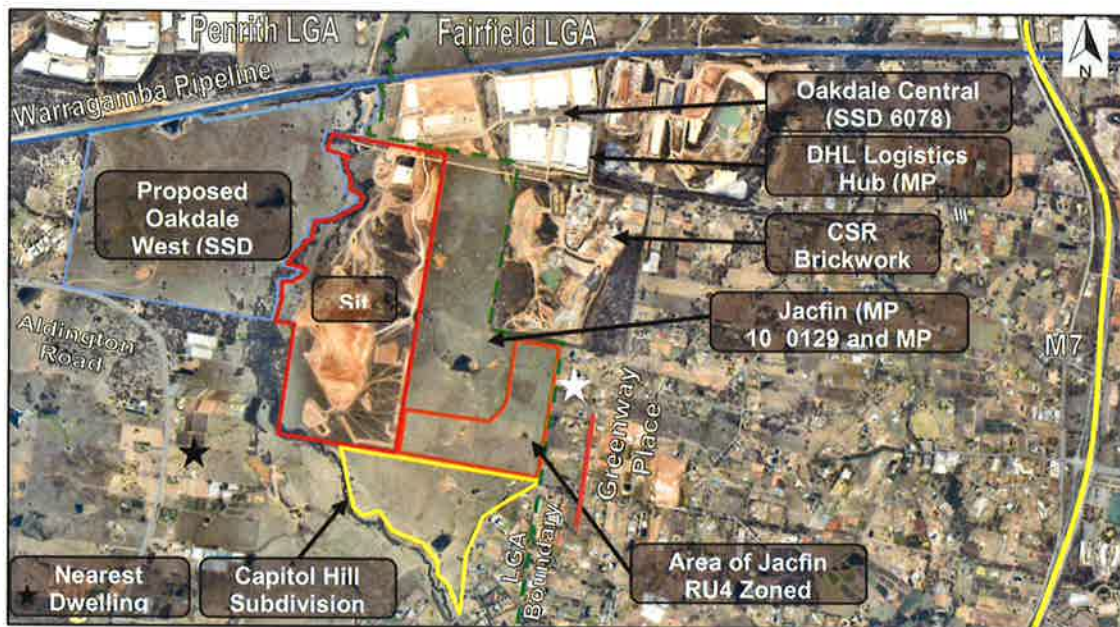 Penrith LGA
Fairfield LGA
Warragamba Pipeline
N
Oakdale Central
(SSD 6078)
DHL Logistics
Hub (MP
Proposed
Oakdale
West (SSD
CSR
Brickwork
Sit
Jacfin (MP
10_0129 and MP
Aldington
Road
M7
Greenway
Place
LGA
Boundary
Nearest
Dwelling
Capitol Hill
Subdivision
Area of Jacfin
RU4 Zoned